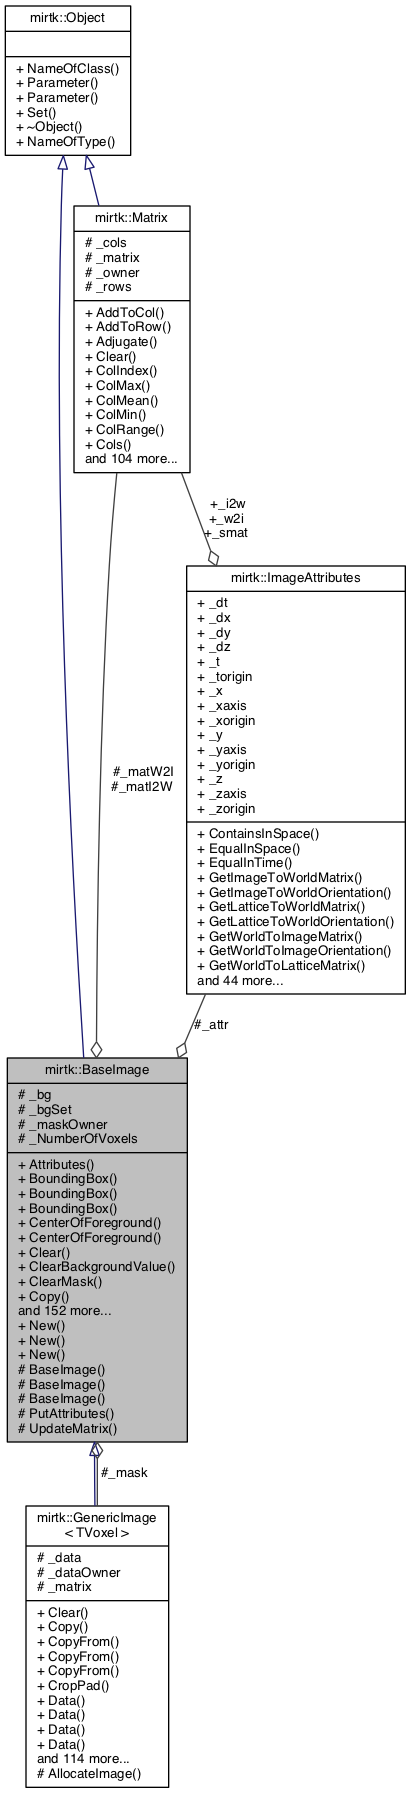 mirtk::Object
+ NameOfClass()
+ Parameter()
+ Parameter()
+ Set()
+ ~Object()
+ NameOfType()
mirtk::Matrix
# _cols
# _matrix
# _owner
# _rows
+ AddToCol()
+ AddToRow()
+ Adjugate()
+ Clear()
+ ColIndex()
+ ColMax()
+ ColMean()
+ ColMin()
+ ColRange()
+ Cols()
and 104 more...
+_i2w
+_w2i
+_smat
mirtk::ImageAttributes
+ _dt
+ _dx
+ _dy
+ _dz
+ _t
+ _torigin
+ _x
+ _xaxis
+ _xorigin
+ _y
+ _yaxis
+ _yorigin
+ _z
+ _zaxis
+ _zorigin
+ ContainsInSpace()
+ EqualInSpace()
+ EqualInTime()
+ GetImageToWorldMatrix()
+ GetImageToWorldOrientation()
+ GetLatticeToWorldMatrix()
+ GetLatticeToWorldOrientation()
+ GetWorldToImageMatrix()
+ GetWorldToImageOrientation()
+ GetWorldToLatticeMatrix()
and 44 more...
#_matW2I
#_matI2W
#_attr
mirtk::BaseImage
# _bg
# _bgSet
# _maskOwner
# _NumberOfVoxels
+ Attributes()
+ BoundingBox()
+ BoundingBox()
+ BoundingBox()
+ CenterOfForeground()
+ CenterOfForeground()
+ Clear()
+ ClearBackgroundValue()
+ ClearMask()
+ Copy()
and 152 more...
+ New()
+ New()
+ New()
# BaseImage()
# BaseImage()
# BaseImage()
# PutAttributes()
# UpdateMatrix()
#_mask
mirtk::GenericImage
< TVoxel >
# _data
# _dataOwner
# _matrix
+ Clear()
+ Copy()
+ CopyFrom()
+ CopyFrom()
+ CopyFrom()
+ CropPad()
+ Data()
+ Data()
+ Data()
+ Data()
and 114 more...
# AllocateImage()